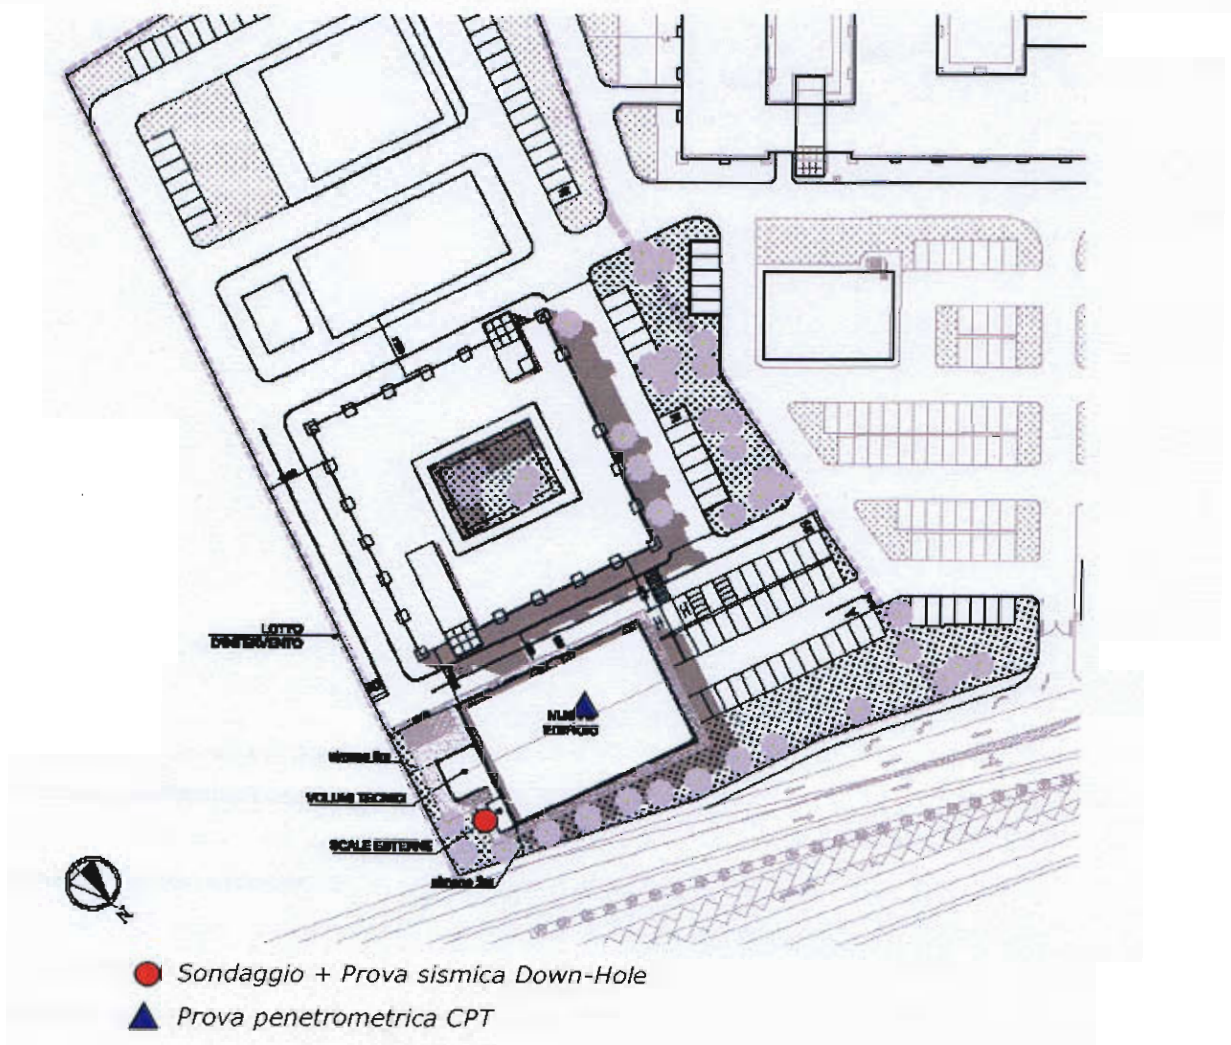 LOTTO
D'INTERVENTO
NUOVO
EDIFICIO
VOLUMI TECNICI
SCALE ESTERNE
N
Sondaggio + Prova sismica Down-Hole
Prova penetrometrica CPT